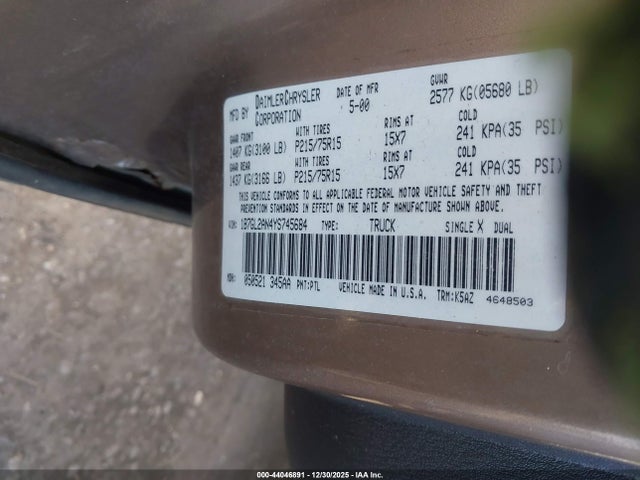 MFD BY DAIMLERCHRYSLER CORPORATION DATE OF MFR 5-00 GVWR 2577 KG(05680 LB)
GAWR FRONT WITH TIRES RIMS AT COLD
1407 KG(3100 LB) P215/75R15 15X7 241 KPA(35 PSI)
GAWR REAR WITH TIRES RIMS AT COLD
1437 KG(3166 LB) P215/75R15 15X7 241 KPA(35 PSI)
THIS VEHICLE CONFORMS TO ALL APPLICABLE FEDERAL MOTOR VEHICLE SAFETY AND THEFT
PREVENTION STANDARDS IN EFFECT ON THE DATE OF MANUFACTURE SHOWN ABOVE.
VIN: 1B7GL2AN4YS745684 TYPE: TRUCK SINGLE X DUAL
MDH: 050521 345AA PNT:PTL VEHICLE MADE IN U.S.A. TRM:K5AZ 4648503
000-44046891 - 12/30/2025 - IAA Inc.